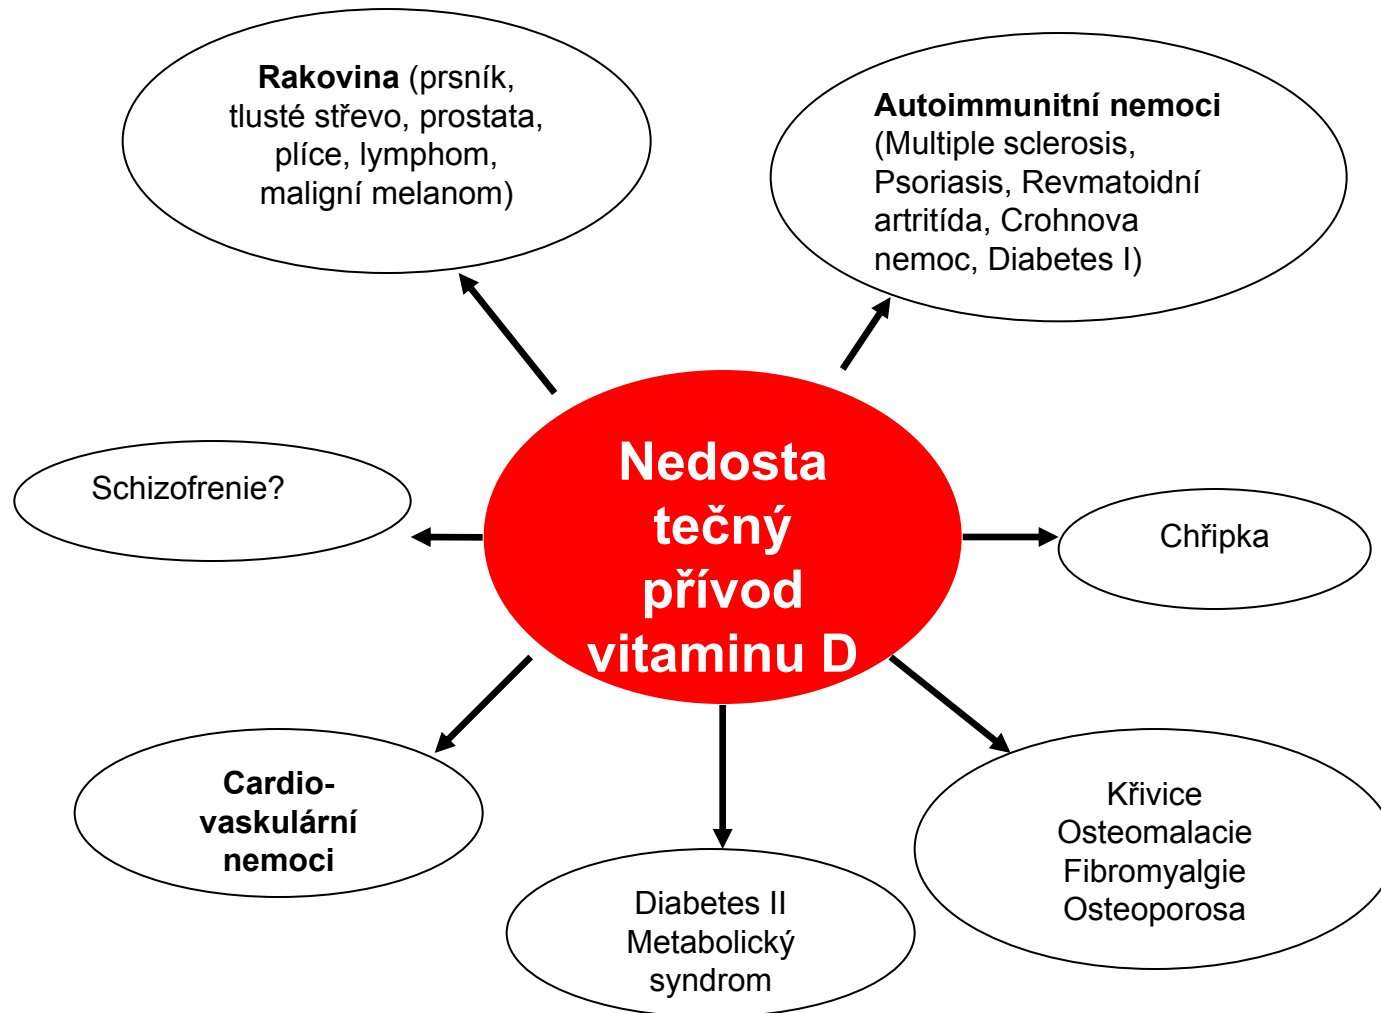 Rakovina (prsník,
tlusté střevo, prostata,
plíce, lymphom,
maligní melanom)
Autoimmunitní nemoci
(Multiple sclerosis,
Psoriasis, Revmatoidní
artritída, Crohnova
nemoc, Diabetes I)
Schizofrenie?
Nedosta
tečný
přívod
vitaminu D
Chřipka
Cardio-
vaskulární
nemoci
Diabetes II
Metabolický
syndrom
Křivice
Osteomalacie
Fibromyalgie
Osteoporosa